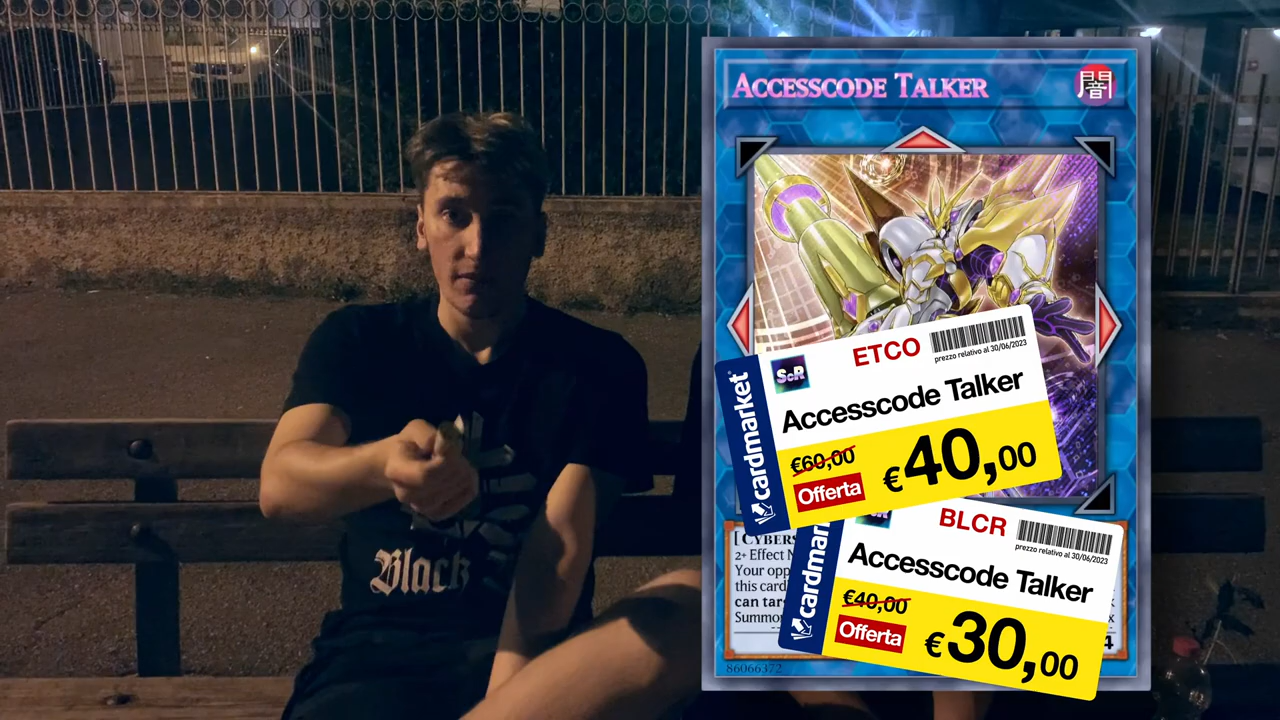 ACCESSCODE TALKER
闇
ETCO
prezzo relativo al 30/06/2023
ScR
cardmarket
Accesscode Talker
€60,00
Offerta
€40,00
BLCR
prezzo relativo al 30/06/2023
cardmar
Accesscode Talker
€40,00
Offerta
€30,00
[ CYBERS
2+ Effect
Your opp
this card
can tar
Summo
86066372
Black